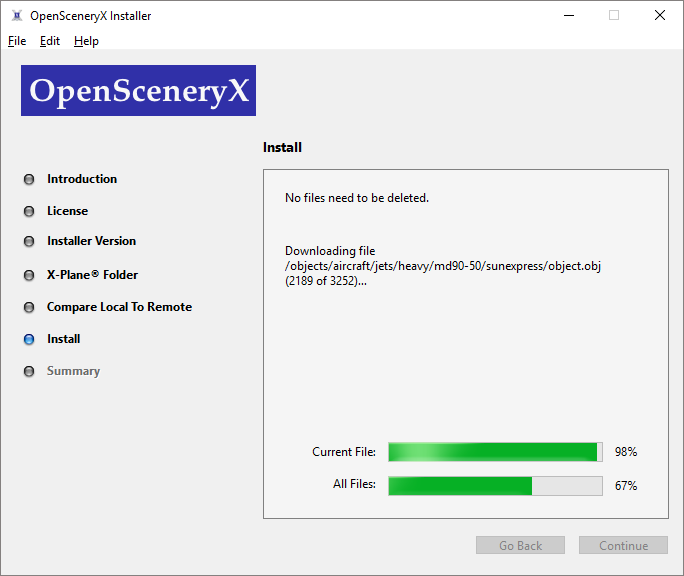 OpenSceneryX Installer
File Edit Help
OpenSceneryX
Install
Introduction
License
Installer Version
X-Plane® Folder
Compare Local To Remote
Install
Summary
No files need to be deleted.
Downloading file
/objects/aircraft/jets/heavy/md90-50/sunexpress/object.obj
(2189 of 3252)...
Current File: 98%
All Files: 67%
Go Back Continue